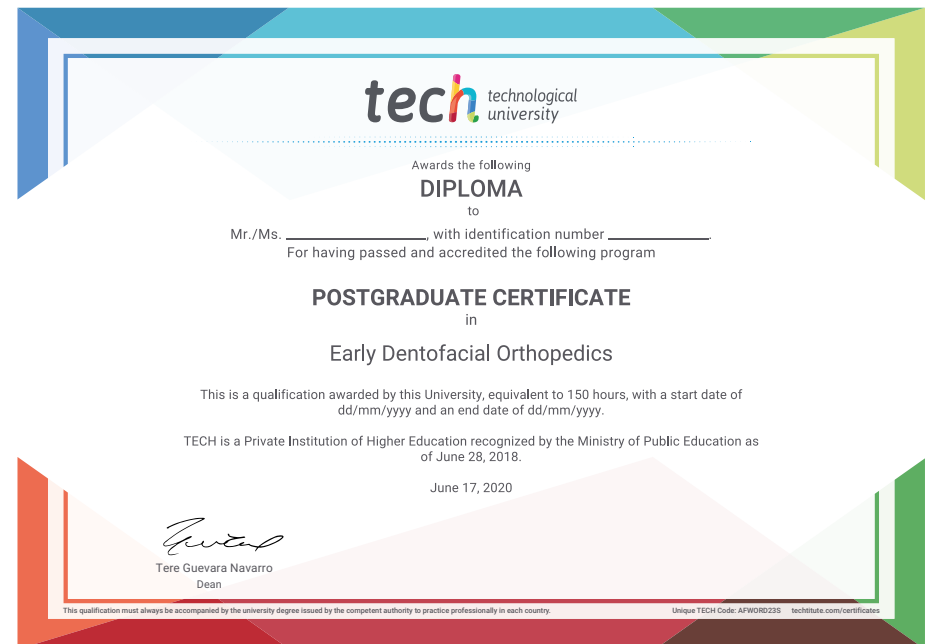 tech technological
university
Awards the following
DIPLOMA
to
Mr./Ms. ____________________, with identification number ______________.
For having passed and accredited the following program
POSTGRADUATE CERTIFICATE
in
Early Dentofacial Orthopedics
This is a qualification awarded by this University, equivalent to 150 hours, with a start date of
dd/mm/yyyy and an end date of dd/mm/yyyy.
TECH is a Private Institution of Higher Education recognized by the Ministry of Public Education as
of June 28, 2018.
June 17, 2020
Tere Guevara Navarro
Dean
This qualification must always be accompanied by the university degree issued by the competent authority to practice professionally in each country. Unique TECH Code: AFWORD23S techtitute.com/certificates